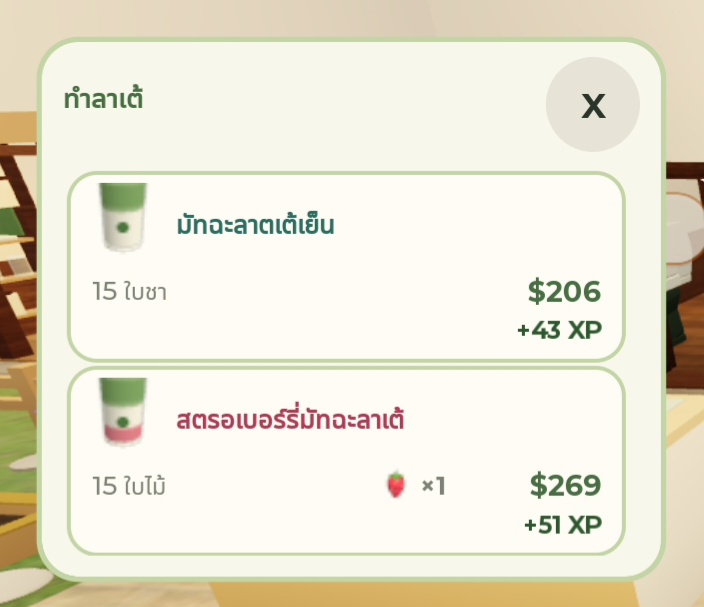 ทำลาเต้
X
มัทฉะลาตเต้เย็น
15 ใบชา
$206
+43 XP
สตรอเบอร์รี่มัทฉะลาเต้
15 ใบไม้ ×1 $269
+51 XP